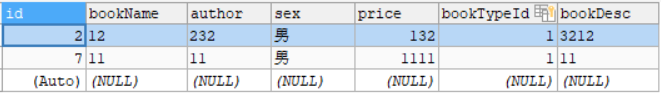 id bookName author sex price bookTypeId bookDesc
2 12 232 男 132 1 3212
7 11 11 男 1111 1 11
(Auto) (NULL) (NULL) (NULL) (NULL) (NULL) (NULL)